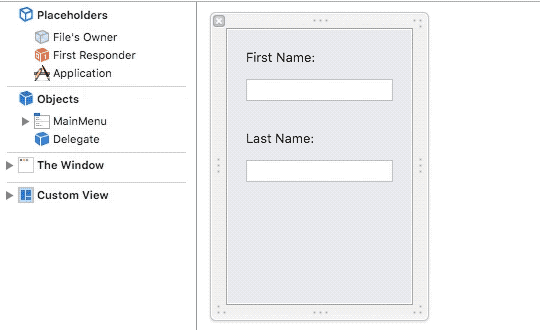 Placeholders
File's Owner
First Responder
Application
Objects
MainMenu
Delegate
The Window
Custom View
First Name:
Last Name: